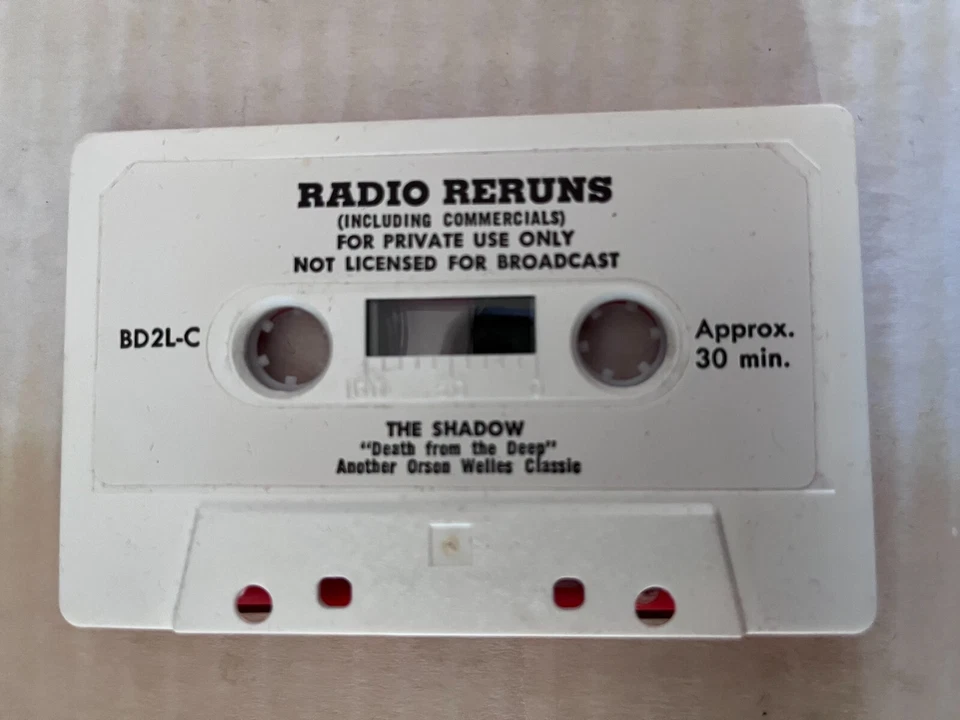 RADIO RERUNS
(INCLUDING COMMERCIALS)
FOR PRIVATE USE ONLY
NOT LICENSED FOR BROADCAST
BD2L-C
Approx.
30 min.
THE SHADOW
"Death from the Deep"
Another Orson Welles Classic